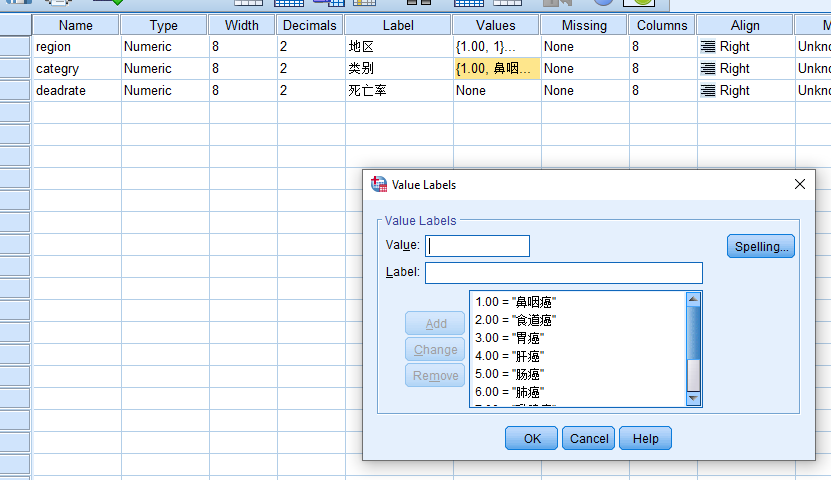 Name Type Width Decimals Label Values Missing Columns Align
region Numeric 8 2 地区 {1.00, 1}... None 8 Right Unkno
categry Numeric 8 2 类别 {1.00, 鼻咽... None 8 Right Unkno
deadrate Numeric 8 2 死亡率 None None 8 Right Unkno
Value Labels
Value Labels
Value:
Spelling...
Label:
1.00 = "鼻咽癌"
2.00 = "食道癌"
Add
3.00 = "胃癌"
Change
4.00 = "肝癌"
5.00 = "肠癌"
Remove
6.00 = "肺癌"
OK Cancel Help